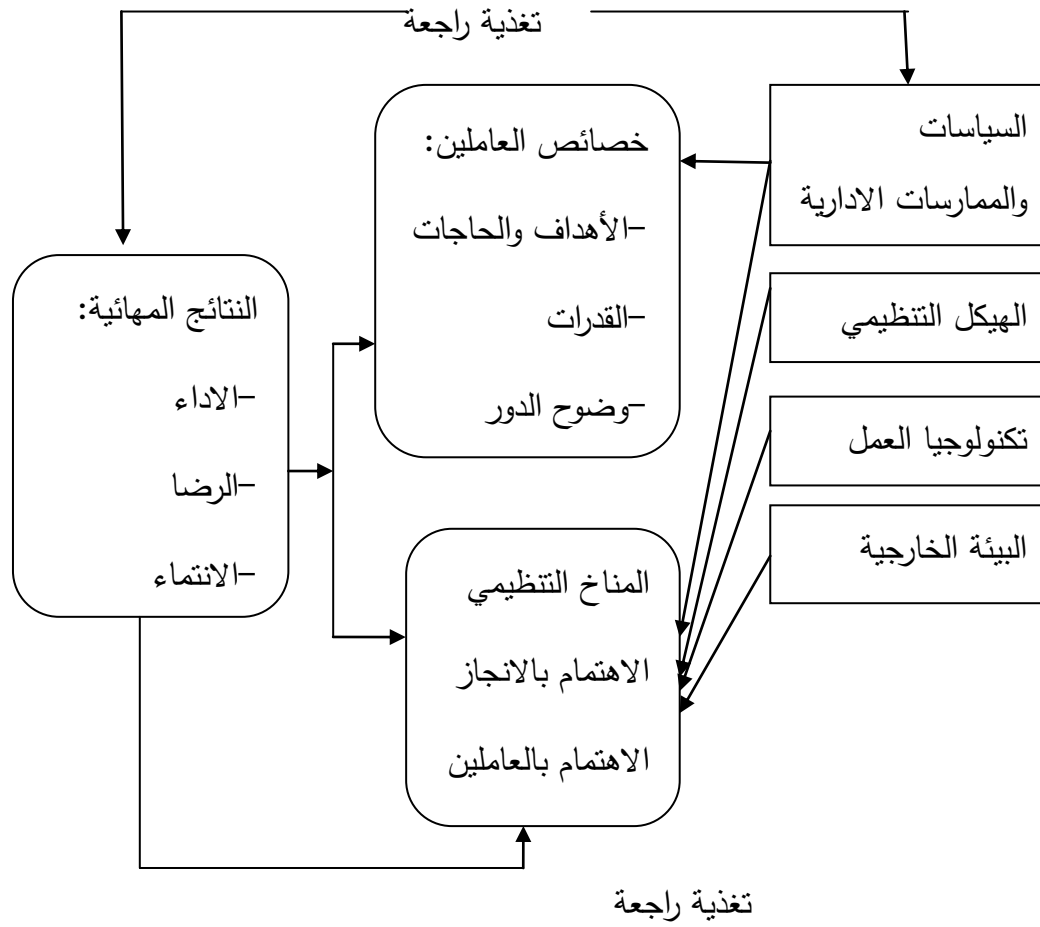 تغذية راجعة
السياسات
والممارسات الادارية
الهيكل التنظيمي
تكنولوجيا العمل
البيئة الخارجية
خصائص العاملين:
-الأهداف والحاجات
-القدرات
-وضوح الدور
المناخ التنظيمي
الاهتمام بالانجاز
الاهتمام بالعاملين
النتائج المهائية:
-الاداء
-الرضا
-الانتماء
تغذية راجعة